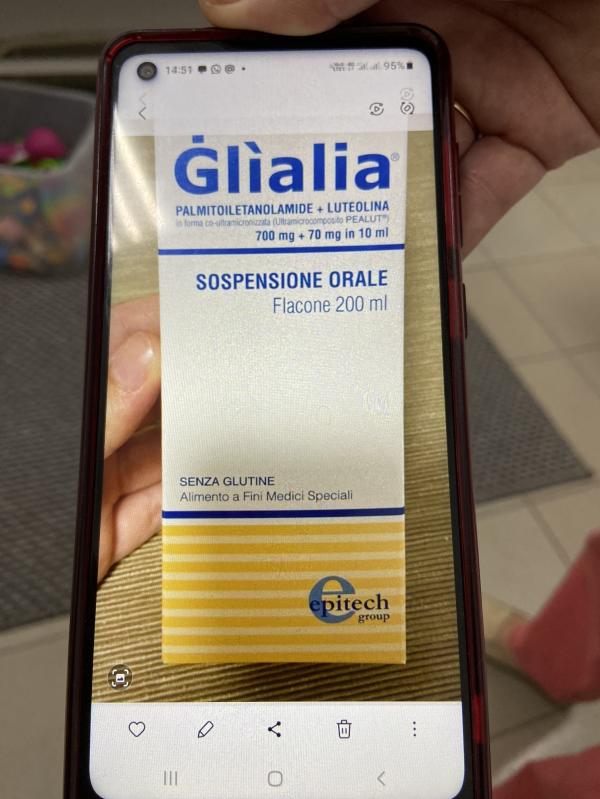 14:51
95%
Glìalia®
PALMITOILETANOLAMIDE + LUTEOLINA
in forma co-ultramicronizzata (Ultramicrocomposito PEALUT®)
700 mg + 70 mg in 10 ml
SOSPENSIONE ORALE
Flacone 200 ml
SENZA GLUTINE
Alimento a Fini Medici Speciali
epitech
group